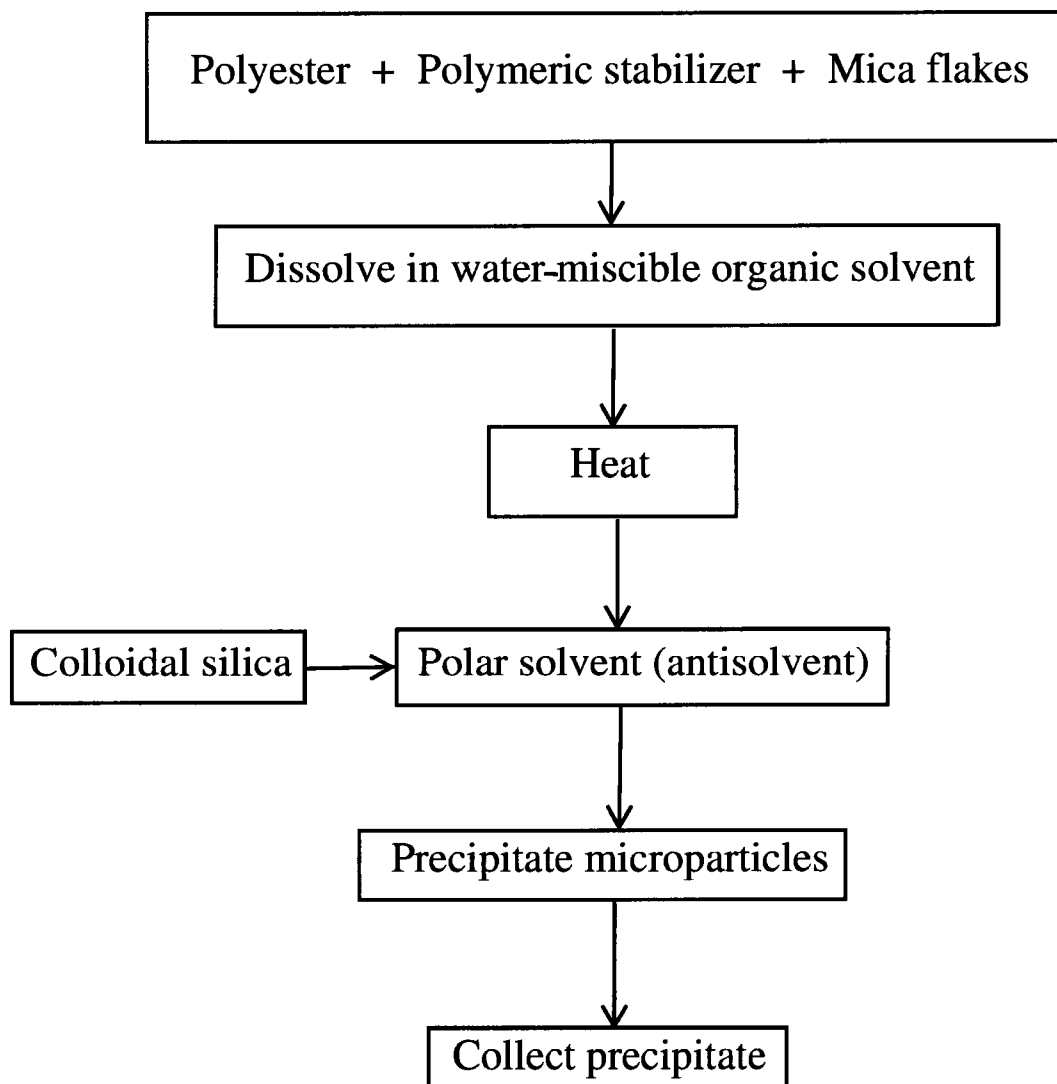 Polyester + Polymeric stabilizer + Mica flakes
Dissolve in water-miscible organic solvent
Heat
Colloidal silica
Polar solvent (antisolvent)
Precipitate microparticles
Collect precipitate